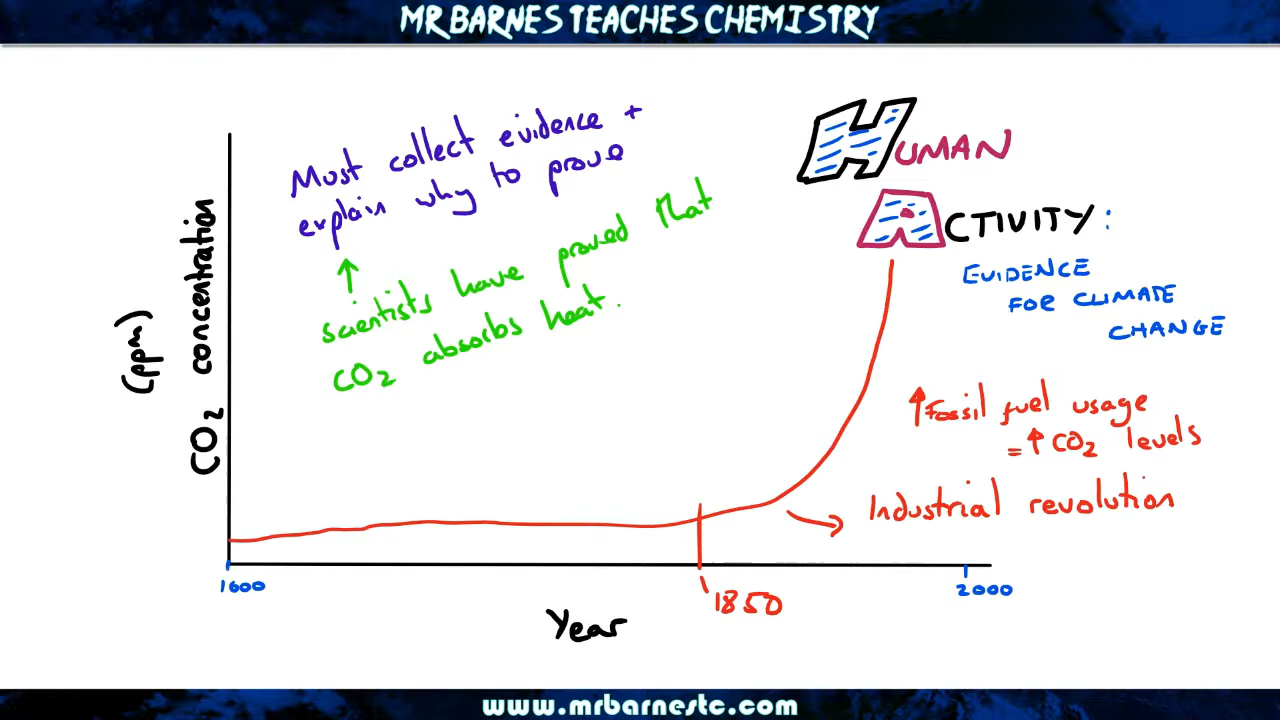 MR BARNES TEACHES CHEMISTRY
Must collect evidence +
explain why to prove
↑
scientists have proved that
CO2 absorbs heat.
HUMAN
ACTIVITY:
EVIDENCE
FOR CLIMATE
CHANGE
↑Fossil fuel usage
=↑CO2 levels
Industrial revolution
CO2 concentration
(ppm)
1600
1850
2000
Year
www.mrbarnestc.com